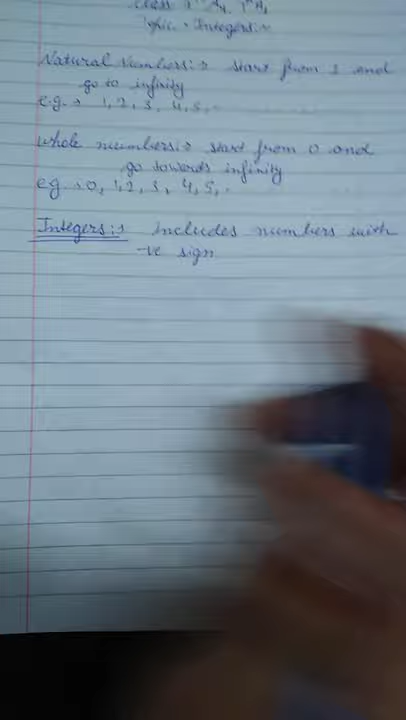 Topic : Integers :-
Natural Numbers :- start from 1 and
go to infinity
e.g. :- 1, 2, 3, 4, 5, .
Whole numbers :- start from 0 and
go towards infinity
e.g. :- 0, 1, 2, 3, 4, 5, .
Integers :- includes numbers with
-ve sign